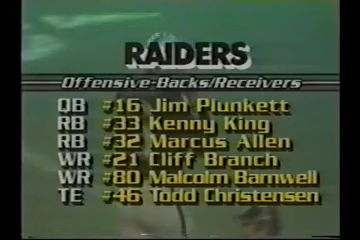 RAIDERS
Offensive-Backs/Receivers
QB #16 Jim Plunkett
RB #33 Kenny King
RB #32 Marcus Allen
WR #21 Cliff Branch
WR #80 Malcolm Barnwell
TE #46 Todd Christensen